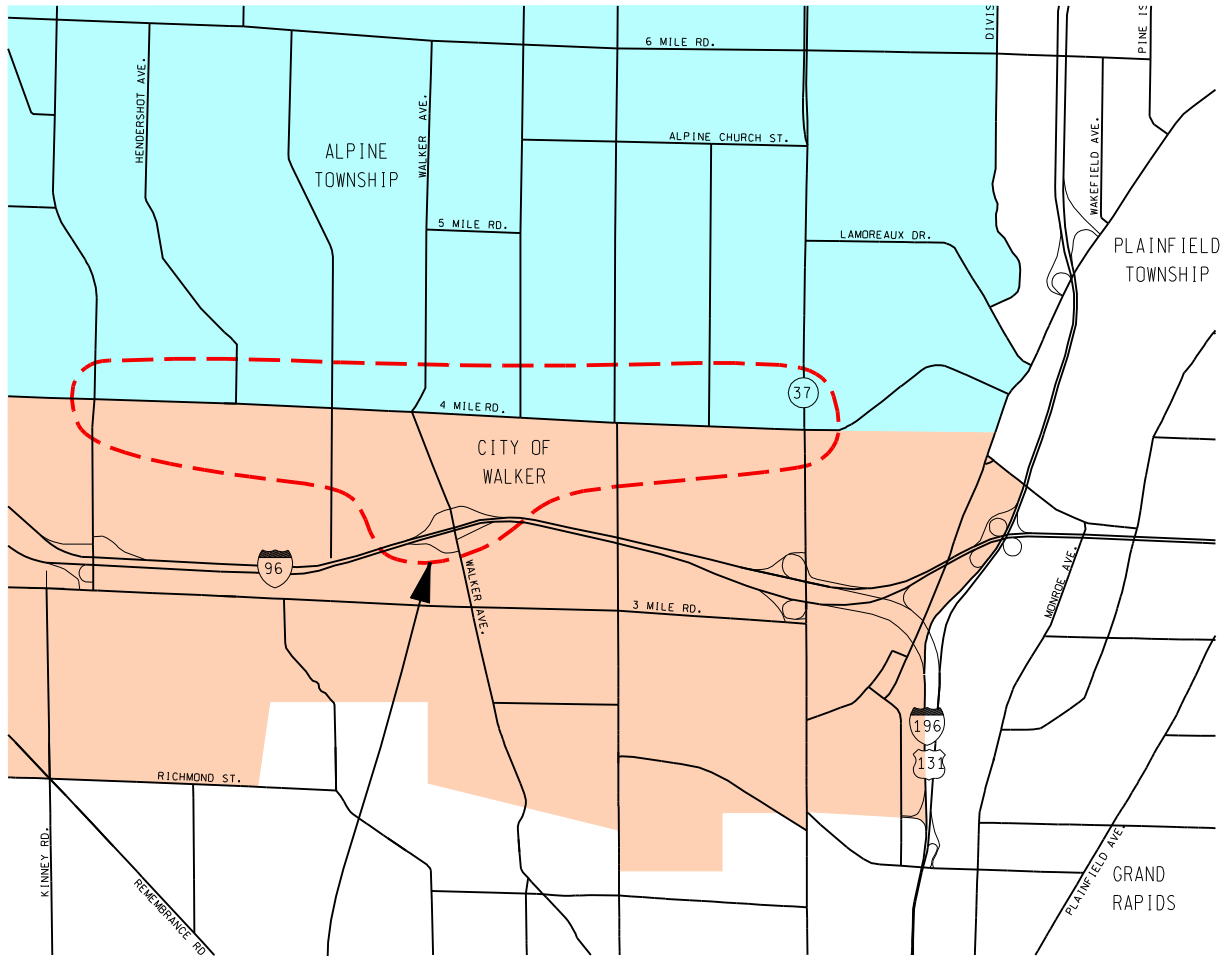 6 MILE RD.
DIVIS
PINE IS
HENDERSHOT AVE.
WALKER AVE.
ALPINE CHURCH ST.
WAKEFIELD AVE.
ALPINE
TOWNSHIP
5 MILE RD.
LAMOREAUX DR.
PLAINFIELD
TOWNSHIP
37
4 MILE RD.
CITY OF
WALKER
96
WALKER AVE.
3 MILE RD.
MONROE AVE.
196
131
RICHMOND ST.
KINNEY RD.
REMEMBRANCE RD
PLAINFIELD AVE.
GRAND
RAPIDS